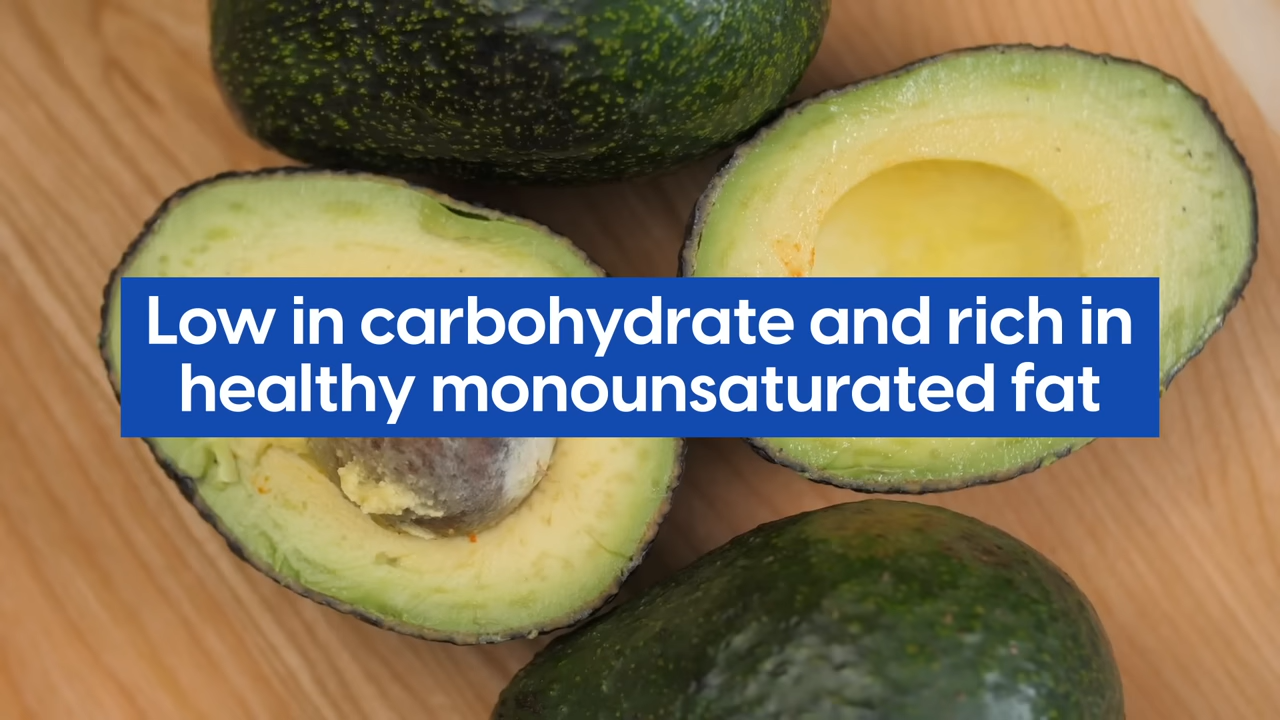 Low in carbohydrate and rich in
healthy monounsaturated fat